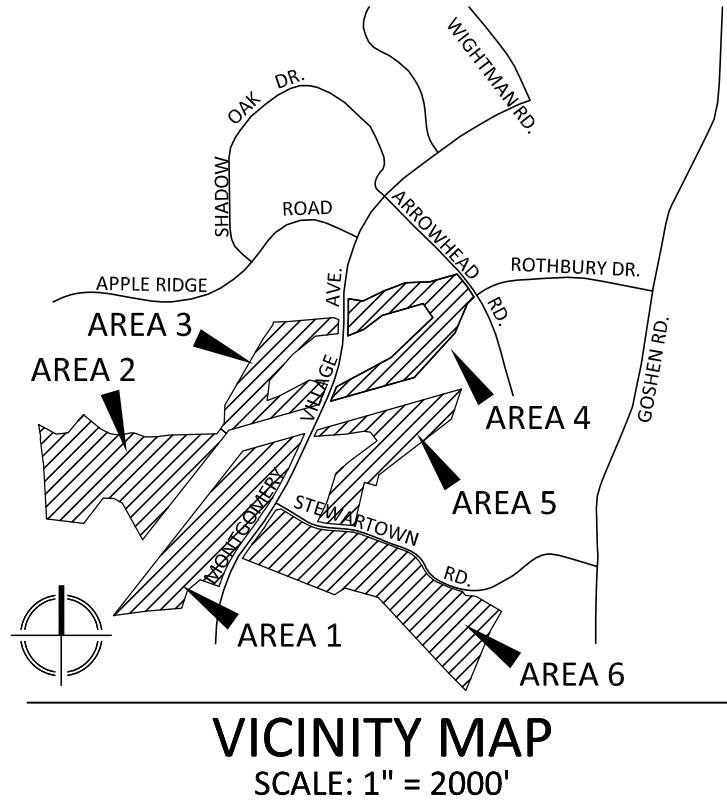 WIGHTMAN RD.
OAK DR.
SHADOW
ROAD
ARROWHEAD
RD.
ROTHBURY DR.
APPLE RIDGE
AVE.
AREA 3
AREA 2
VILLAGE
GOSHEN RD.
AREA 4
AREA 5
MONTGOMERY
STEWARTOWN
RD.
AREA 1
AREA 6
VICINITY MAP
SCALE: 1" = 2000'